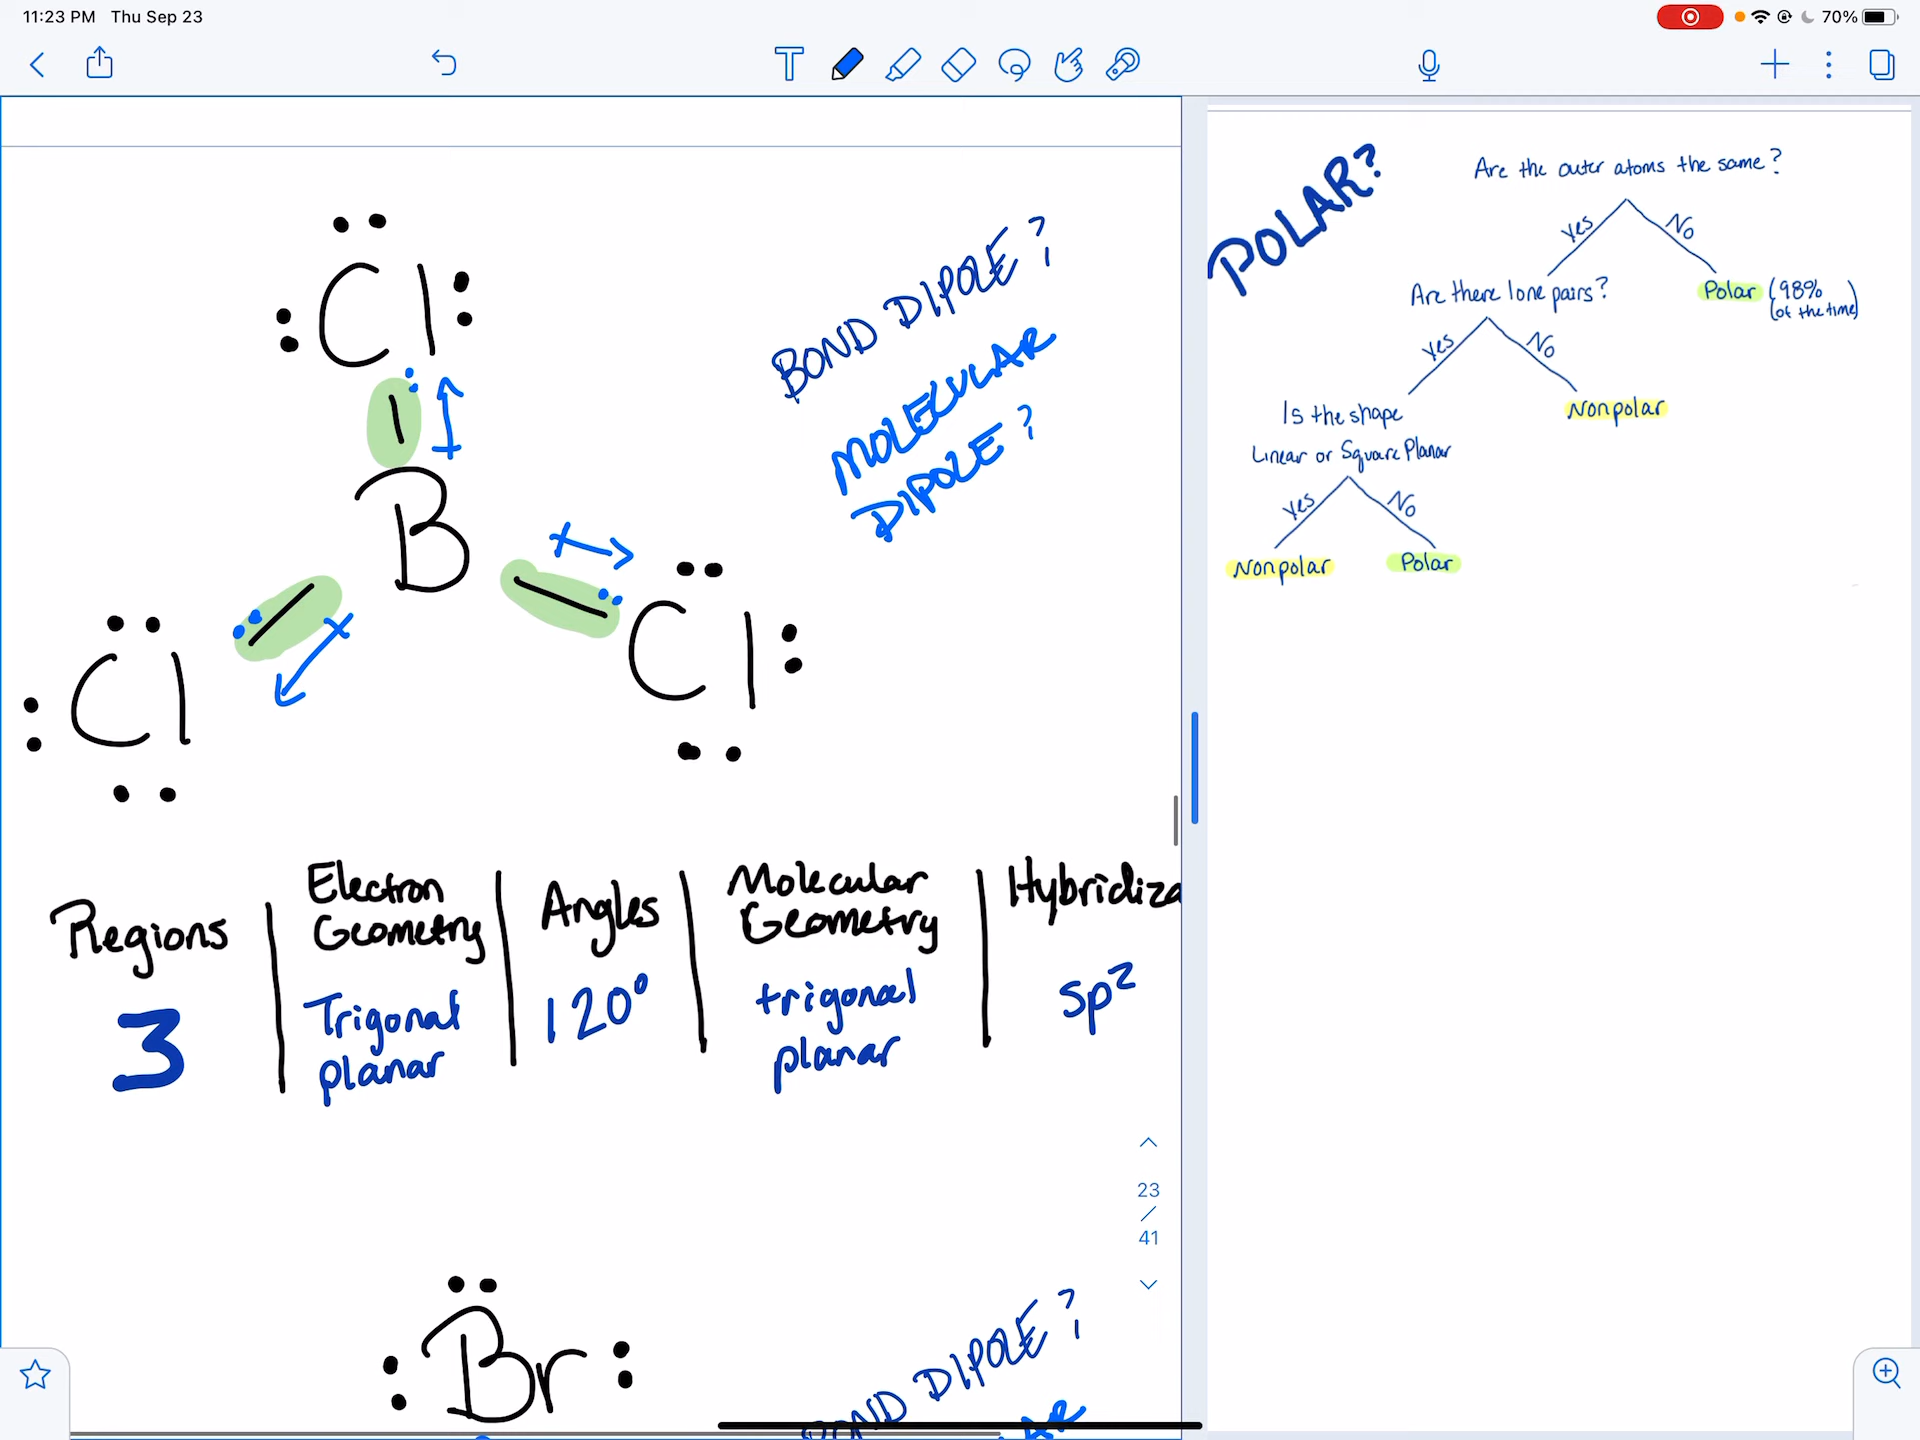 11:23 PM Thu Sep 23
70%
T
Cl
B
Cl
Cl
BOND DIPOLE?
MOLECULAR
DIPOLE?
Regions
3
Electron
Geometry
Trigonal
planar
Angles
120°
Molecular
Geometry
trigonal
planar
Hybridiza
sp²
23
/
41
Br
BOND DIPOLE?
AR
POLAR?
Are the outer atoms the same?
yes No
Are there lone pairs? Polar (98%
of the time)
yes No
Is the shape Nonpolar
Linear or Square Planar
yes No
Nonpolar Polar